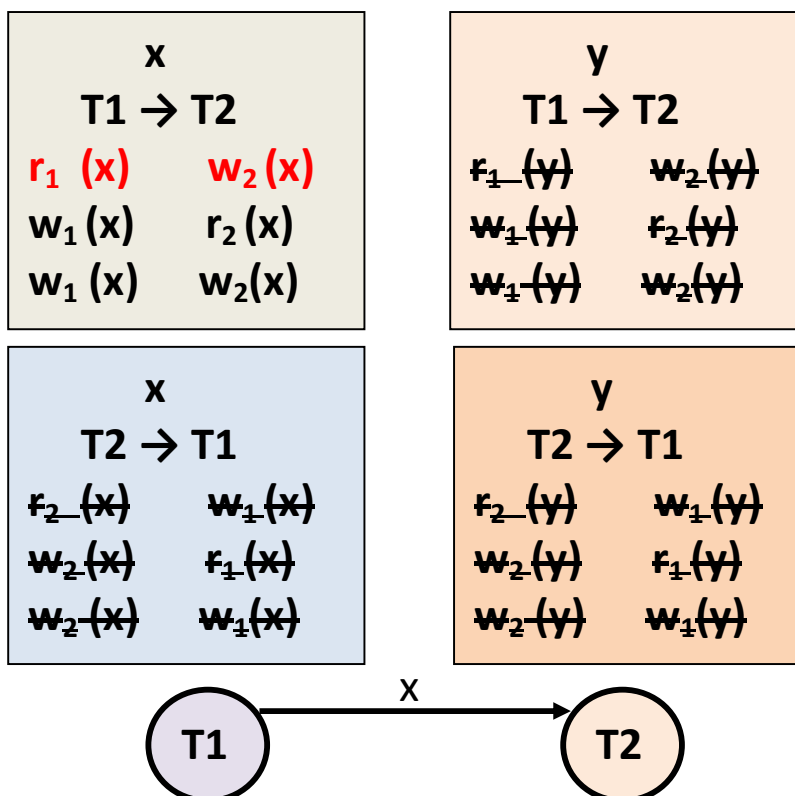 x
T1 → T2
r₁ (x) w₂ (x)
w₁ (x) r₂ (x)
w₁ (x) w₂(x)
y
T1 → T2
r₁ (y) w₂ (y)
w₁ (y) r₂ (y)
w₁ (y) w₂(y)
x
T2 → T1
r₂ (x) w₁ (x)
w₂ (x) r₁ (x)
w₂ (x) w₁(x)
y
T2 → T1
r₂ (y) w₁ (y)
w₂ (y) r₁ (y)
w₂ (y) w₁(y)
x
T1 T2